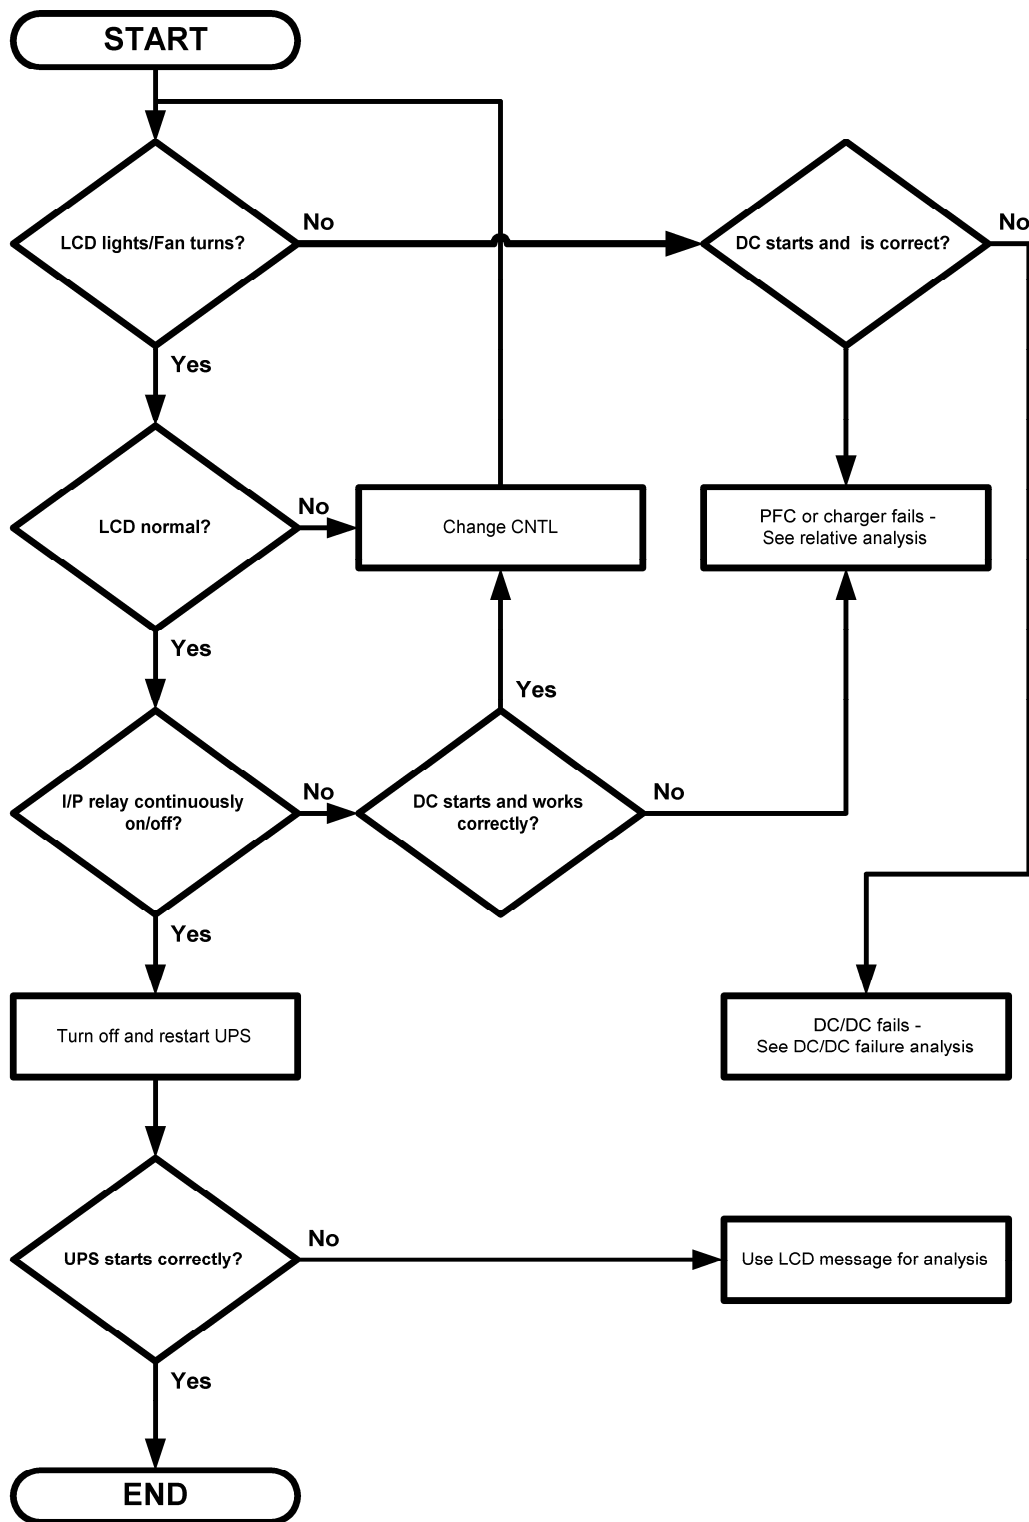 START
No
No
LCD lights/Fan turns?
DC starts and  is correct?
Yes
No
LCD normal?
Change CNTL
PFC or charger fails -
See relative analysis
Yes
Yes
I/P relay continuously
on/off?
No
DC starts and works
correctly?
No
Yes
Turn off and restart UPS
DC/DC fails -
See DC/DC failure analysis
No
UPS starts correctly?
Use LCD message for analysis
Yes
END